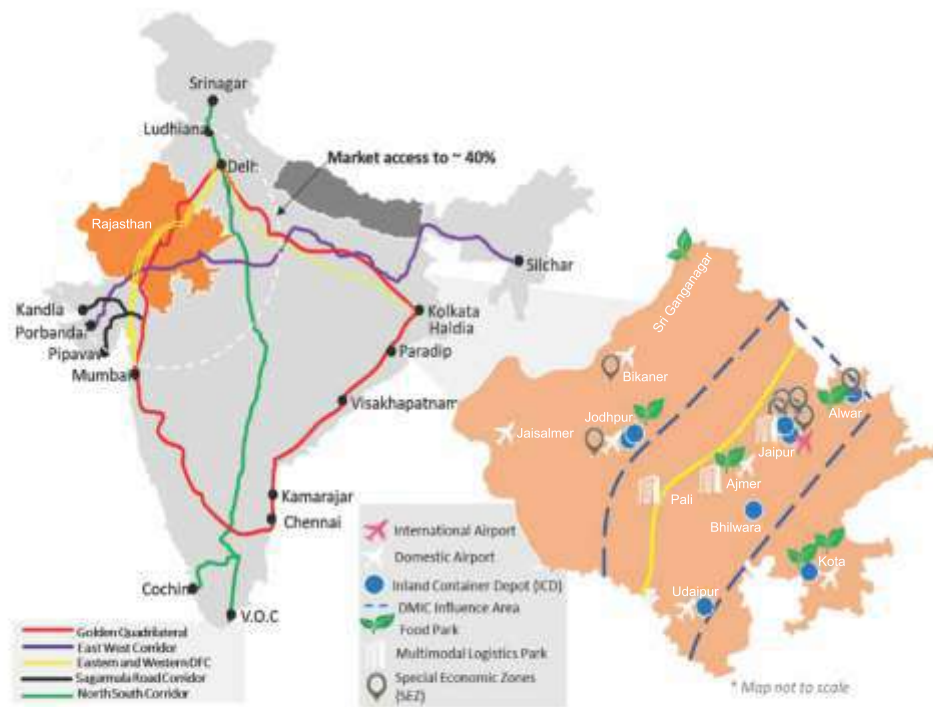 Srinagar
Ludhiana
Delhi
Market access to ~ 40%
Rajasthan
Silchar
Kandla
Porbandar
Pipavav
Mumbai
Kolkata
Haldia
Paradip
Visakhapatnam
Kamarajar
Chennai
Cochin
V.O.C
Golden Quadrilateral
East West Corridor
Eastern and Western DFC
Sagarmala Road Corridor
North South Corridor
International Airport
Domestic Airport
Inland Container Depot (ICD)
DMIC Influence Area
Food Park
Multimodal Logistics Park
Special Economic Zones
(SEZ)
Sri Ganganagar
Bikaner
Jodhpur
Jaisalmer
Alwar
Jaipur
Ajmer
Pali
Bhilwara
Kota
Udaipur
* Map not to scale